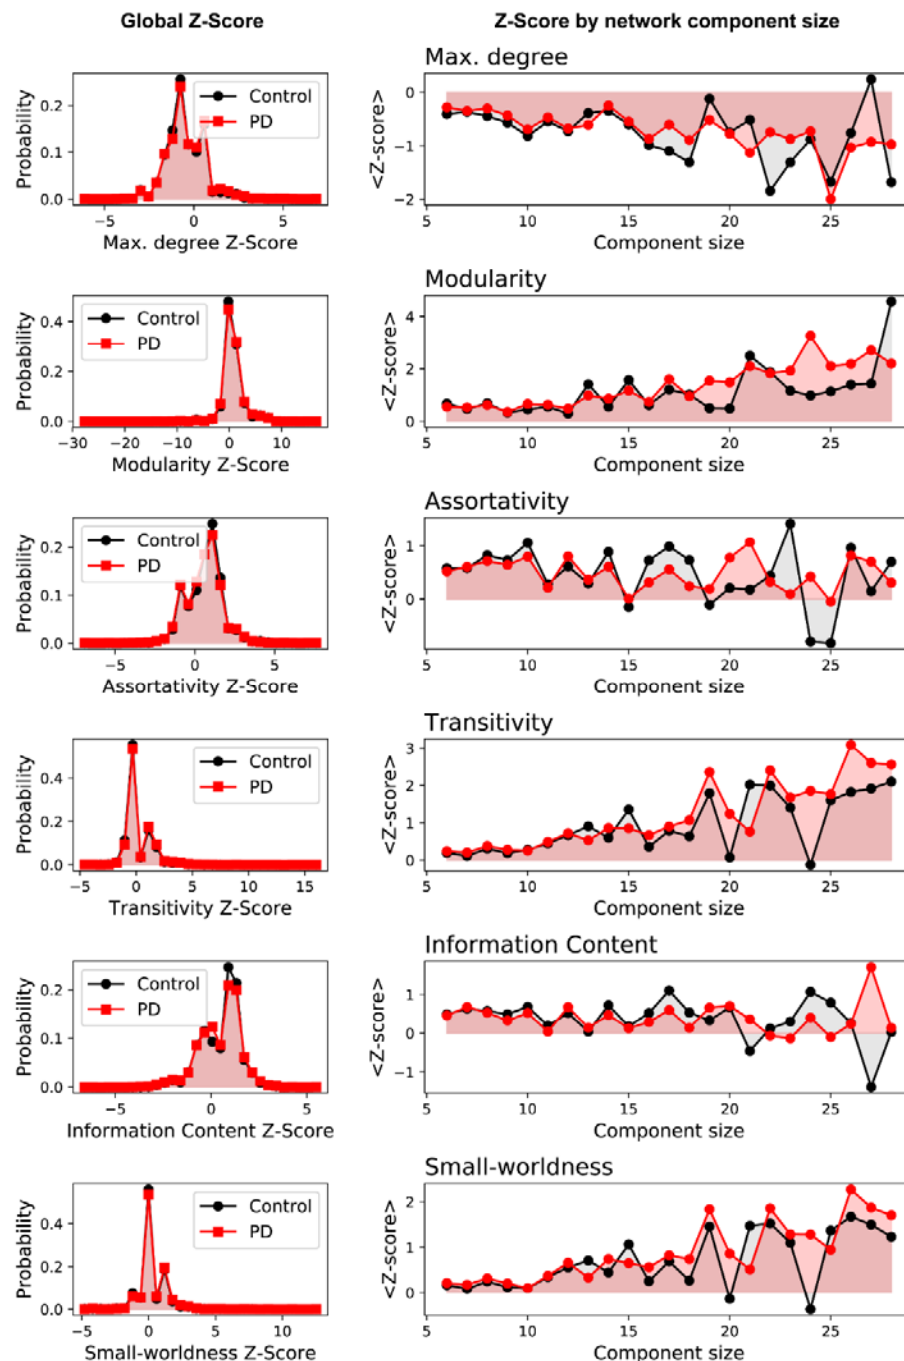 Global Z-Score
Z-Score by network component size
Probability
0.2
0.1
0.0
Control
PD
−5 0 5
Max. degree Z-Score
Max. degree
<Z-score>
0
−1
−2
5 10 15 20 25
Component size
Probability
0.4
0.2
0.0
Control
PD
−30 −20 −10 0 10
Modularity Z-Score
Modularity
<Z-score>
4
2
0
5 10 15 20 25
Component size
Probability
0.2
0.1
0.0
Control
PD
−5 0 5
Assortativity Z-Score
Assortativity
<Z-score>
1
0
5 10 15 20 25
Component size
Probability
0.4
0.2
0.0
Control
PD
−5 0 5 10 15
Transitivity Z-Score
Transitivity
<Z-score>
3
2
1
0
5 10 15 20 25
Component size
Probability
0.2
0.1
0.0
Control
PD
−5 0 5
Information Content Z-Score
Information Content
<Z-score>
1
0
−1
5 10 15 20 25
Component size
Probability
0.4
0.2
0.0
Control
PD
−5 0 5 10
Small-worldness Z-Score
Small-worldness
<Z-score>
2
1
0
5 10 15 20 25
Component size